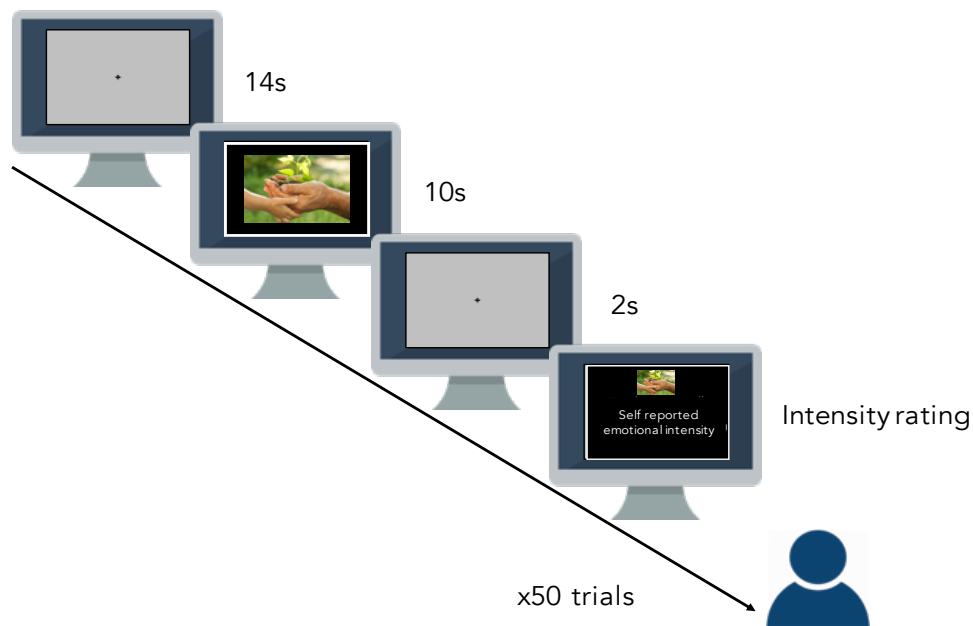 14s
10s
2s
Self reported
emotional intensity
Intensity rating
x50 trials